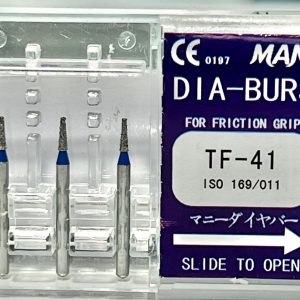 CE 0197 MAN
DIA-BURS
FOR FRICTION GRIP
TF-41
ISO 169/011
マニーダイヤバー
SLIDE TO OPEN